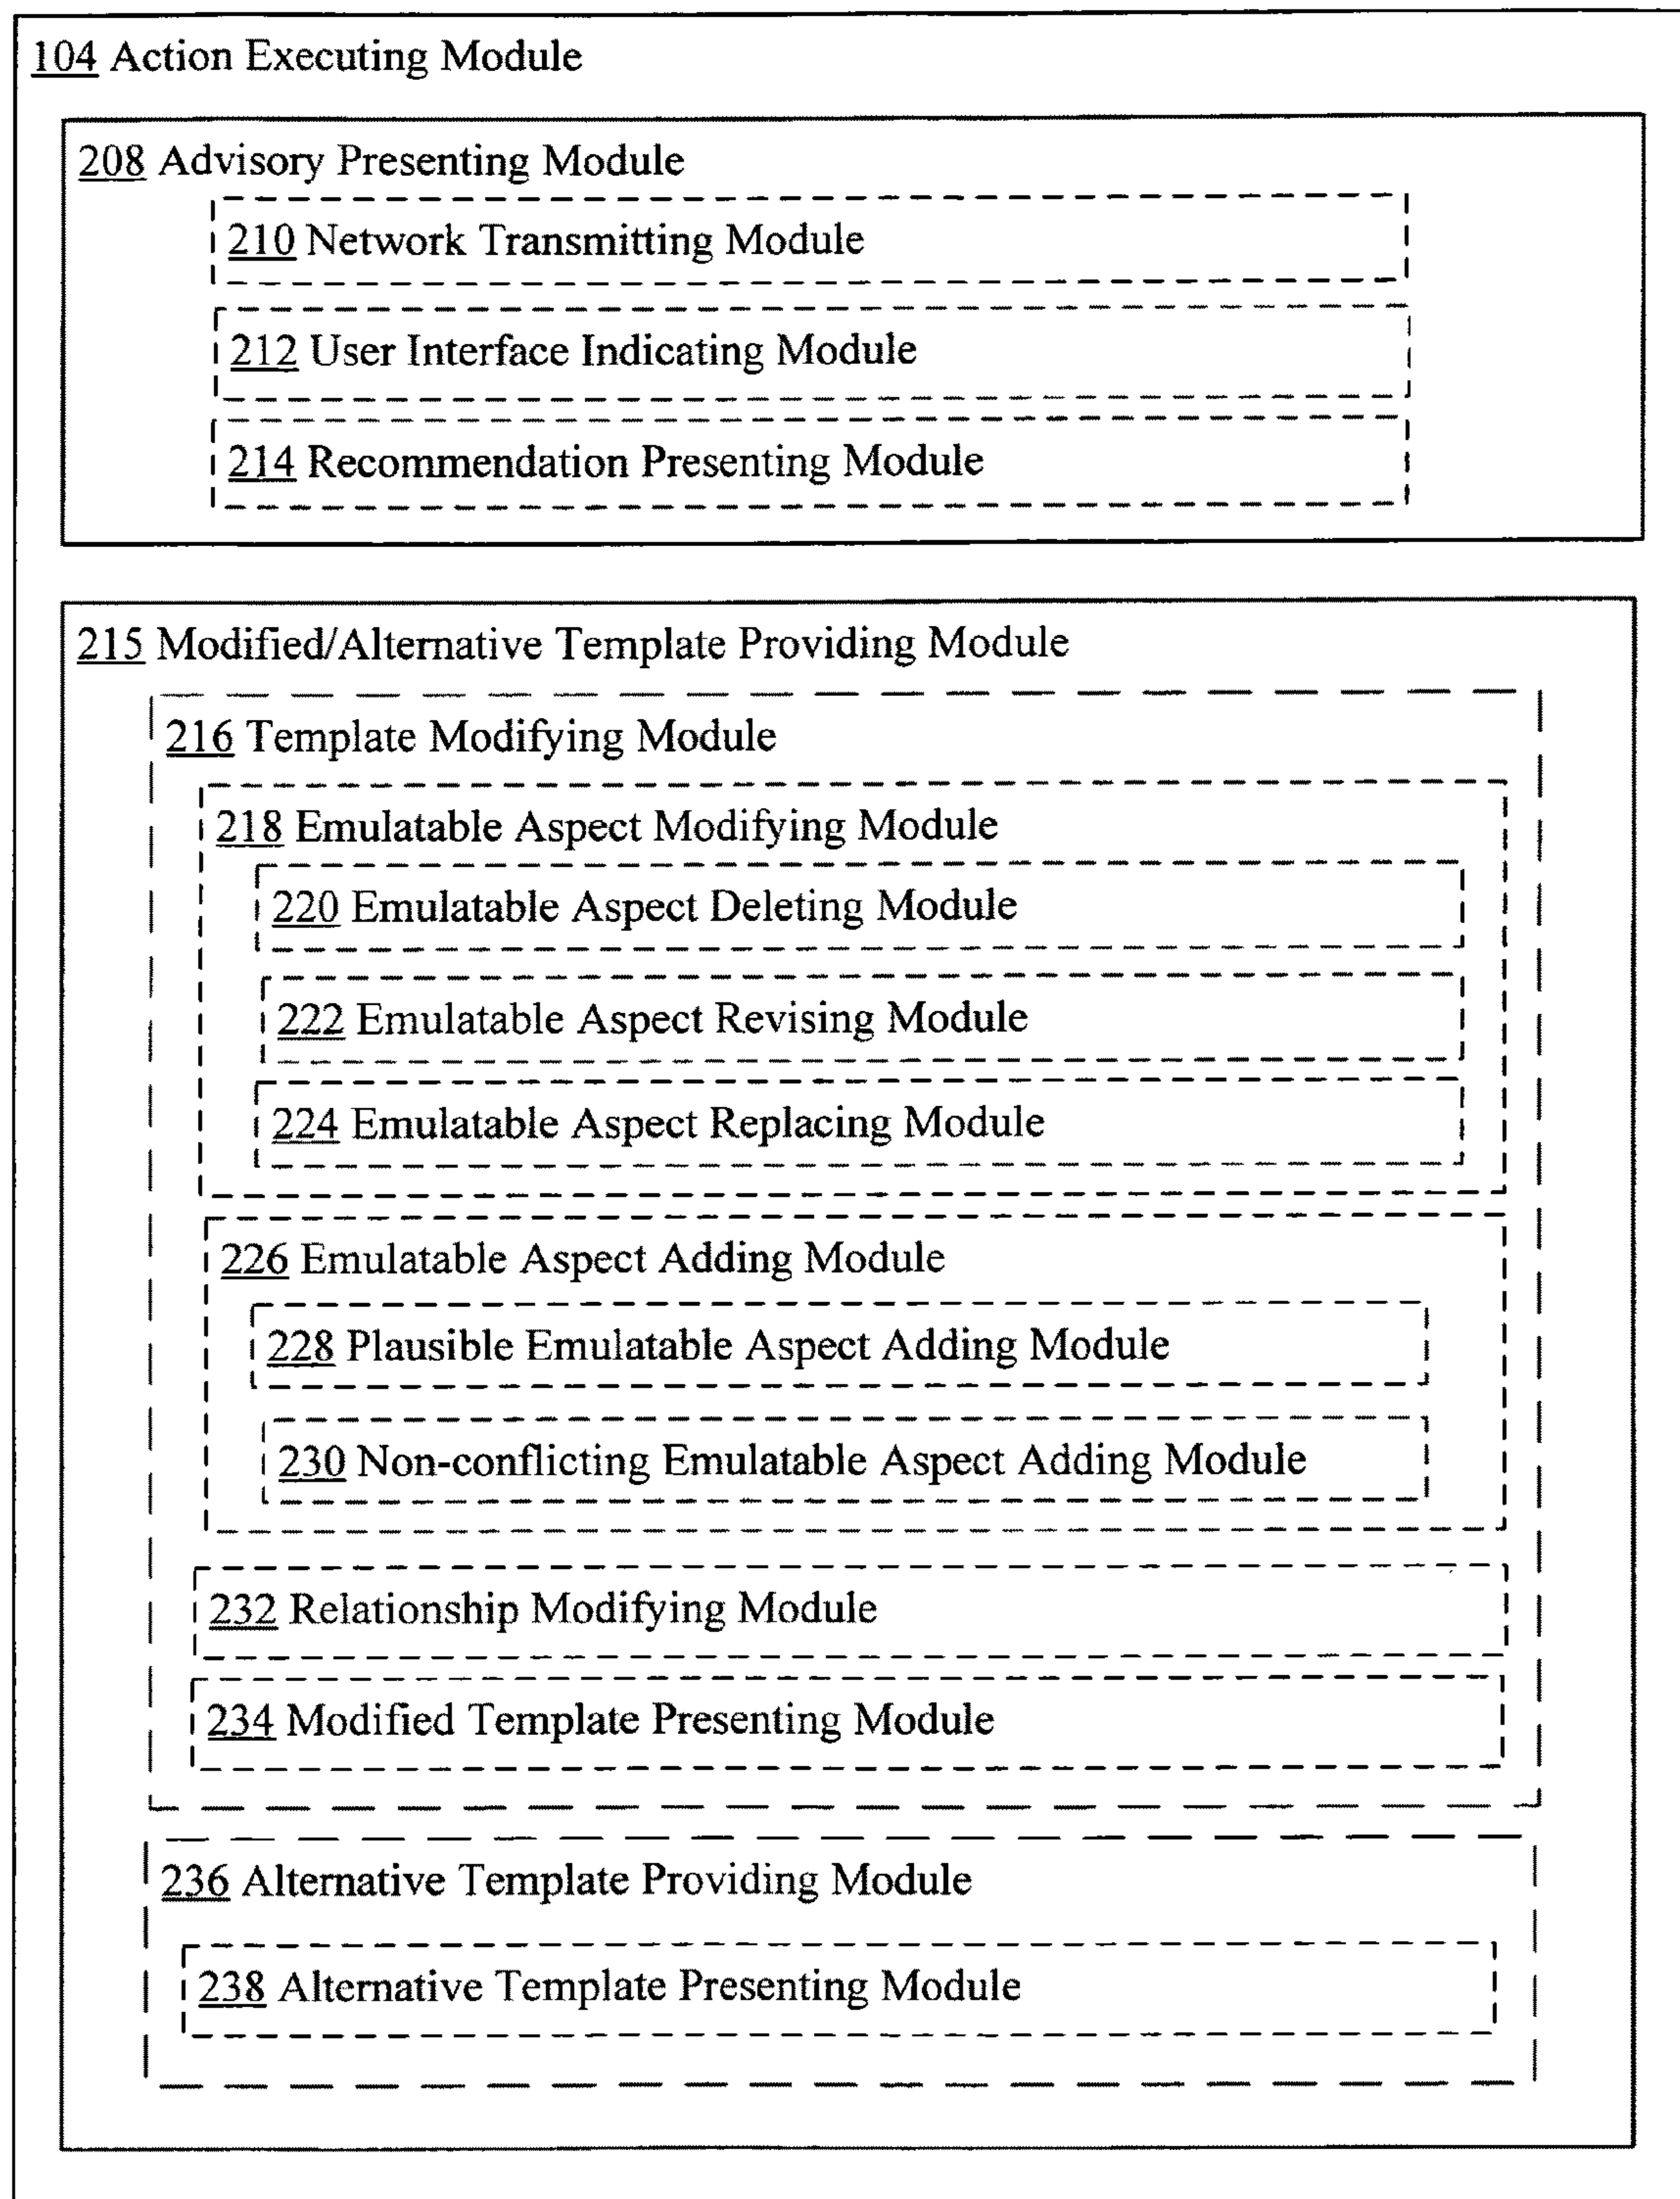 104 Action Executing Module
208 Advisory Presenting Module
210 Network Transmitting Module
212 User Interface Indicating Module
214 Recommendation Presenting Module
215 Modified/Alternative Template Providing Module
216 Template Modifying Module
218 Emulatable Aspect Modifying Module
220 Emulatable Aspect Deleting Module
222 Emulatable Aspect Revising Module
224 Emulatable Aspect Replacing Module
226 Emulatable Aspect Adding Module
228 Plausible Emulatable Aspect Adding Module
230 Non-conflicting Emulatable Aspect Adding Module
232 Relationship Modifying Module
234 Modified Template Presenting Module
236 Alternative Template Providing Module
238 Alternative Template Presenting Module